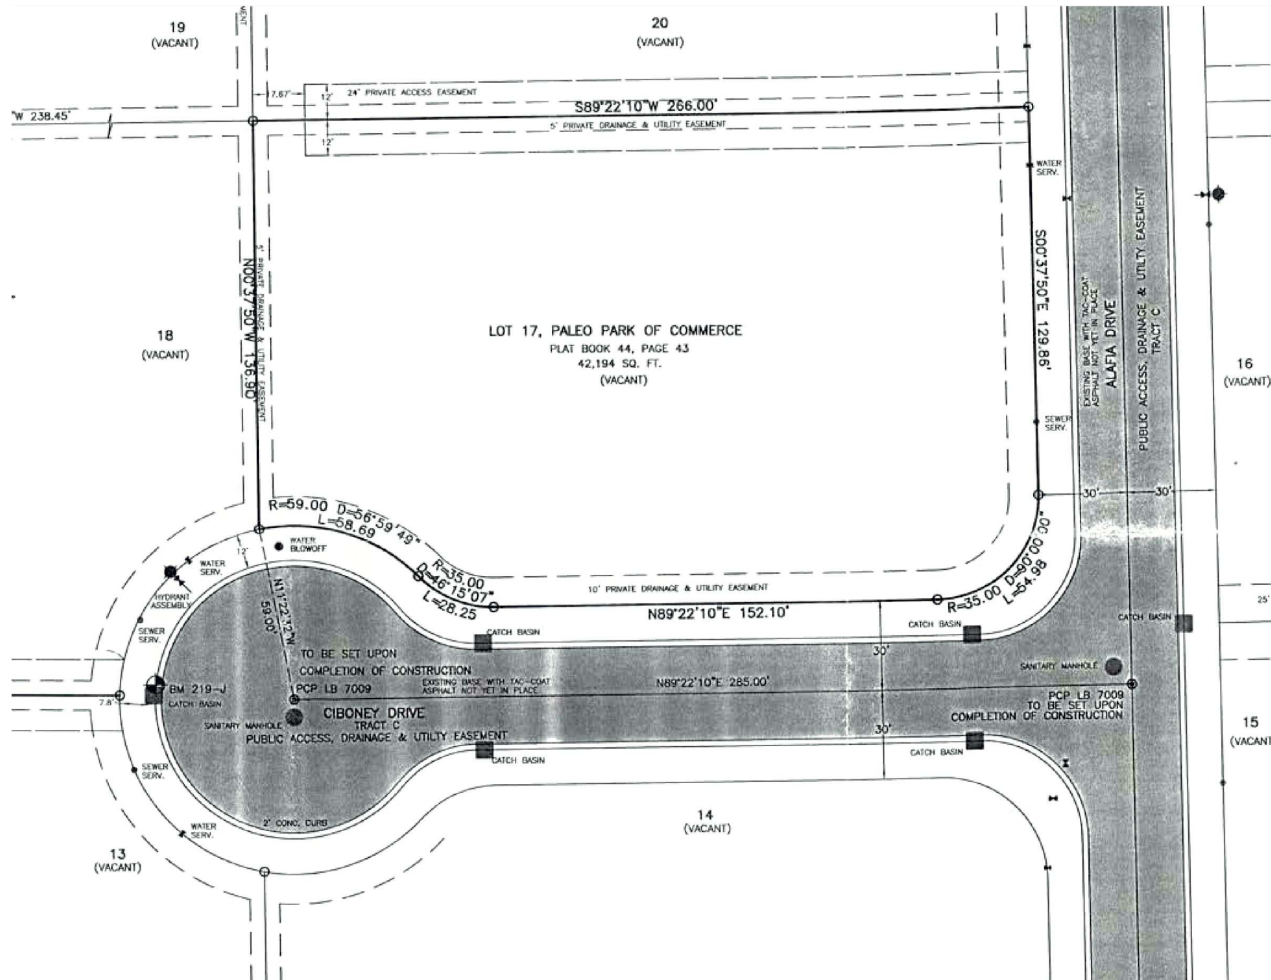 MENT
19
(VACANT)
20
(VACANT)
"W 238.45'
17.67'
12'
24' PRIVATE ACCESS EASEMENT
S89°22'10"W 266.00'
5' PRIVATE DRAINAGE & UTILITY EASEMENT
12'
WATER
SERV.
5' PRIVATE DRAINAGE & UTILITY EASEMENT
N00°37'50"W 136.90'
S00°37'50"E 129.86'
LOT 17, PALEO PARK OF COMMERCE
PLAT BOOK 44, PAGE 43
42,194 SQ. FT.
(VACANT)
18
(VACANT)
EXISTING BASE WITH TAC-COAT
ASPHALT NOT YET IN PLACE
ALAFIA DRIVE
PUBLIC ACCESS, DRAINAGE & UTILTY EASEMENT
TRACT C
16
(VACANT)
SEWER
SERV.
30'
30'
R=59.00 D=56°59'49"
L=58.69
WATER
BLOWOFF
12'
WATER
SERV.
HYDRANT
ASSEMBLY
SEWER
SERV.
N11°22'32"W
59.00'
R=35.00
D=46°15'07"
L=28.25
10' PRIVATE DRAINAGE & UTILITY EASEMENT
N89°22'10"E 152.10'
R=35.00 D=90°00'00"
L=54.98
25'
CATCH BASIN
CATCH BASIN
CATCH BASIN
30'
TO BE SET UPON
COMPLETION OF CONSTRUCTION
PCP LB 7009
EXISTING BASE WITH TAC-COAT
ASPHALT NOT YET IN PLACE
N89°22'10"E 285.00'
SANITARY MANHOLE
PCP LB 7009
TO BE SET UPON
COMPLETION OF CONSTRUCTION
BM 219-J
CATCH BASIN
7.8'
SANITARY MANHOLE
CIBONEY DRIVE
TRACT C
PUBLIC ACCESS, DRAINAGE & UTILTY EASEMENT
30'
CATCH BASIN
CATCH BASIN
15
(VACANT
SEWER
SERV.
WATER
SERV.
2' CONC. CURB
14
(VACANT)
13
(VACANT)